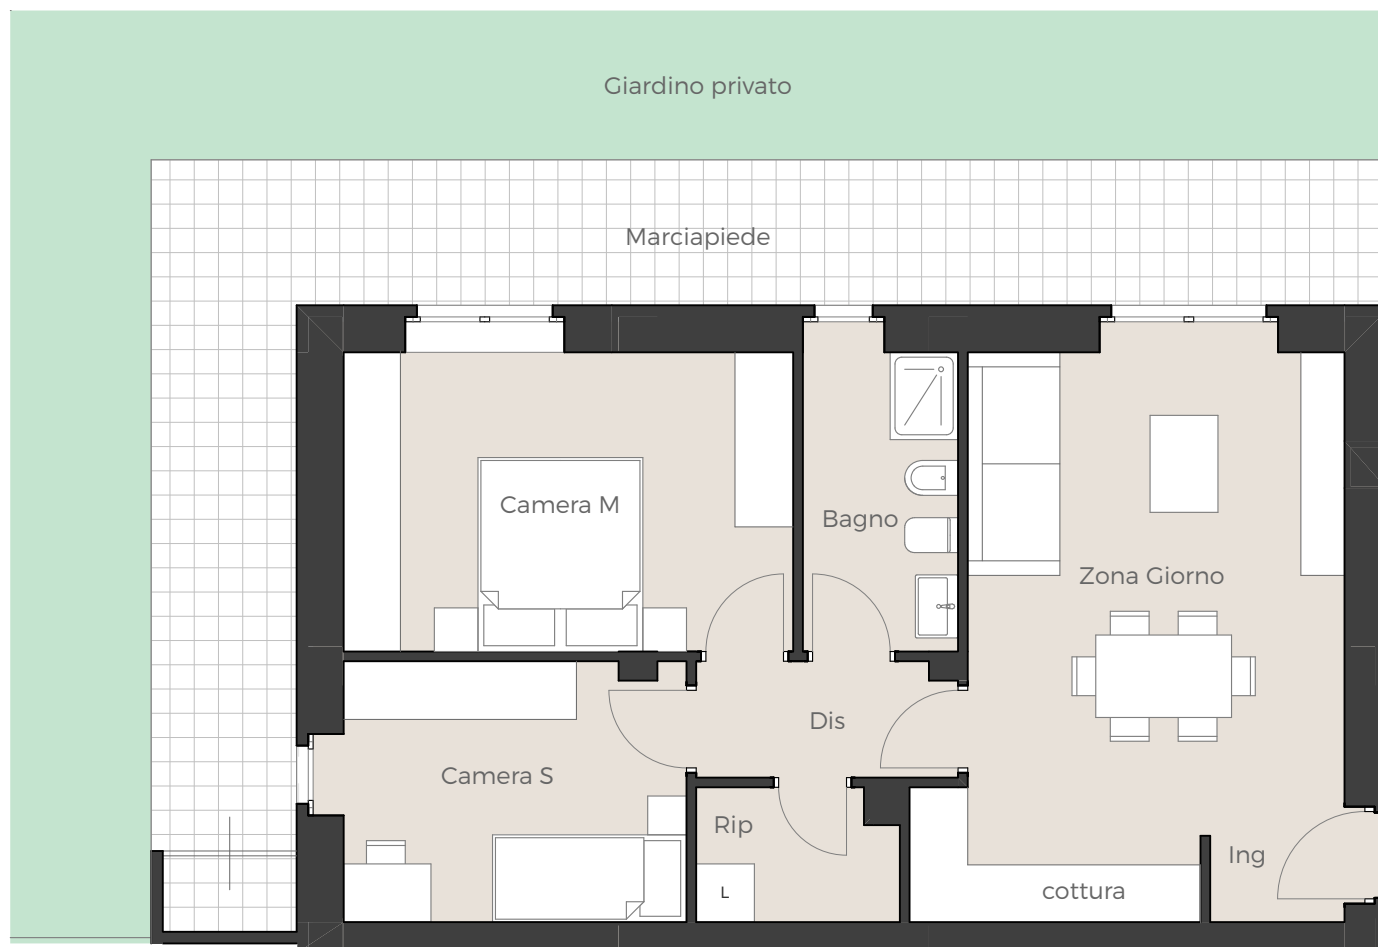 Giardino privato
Marciapiede
Camera M
Bagno
Zona Giorno
Dis
Camera S
Rip
Ing
L
cottura